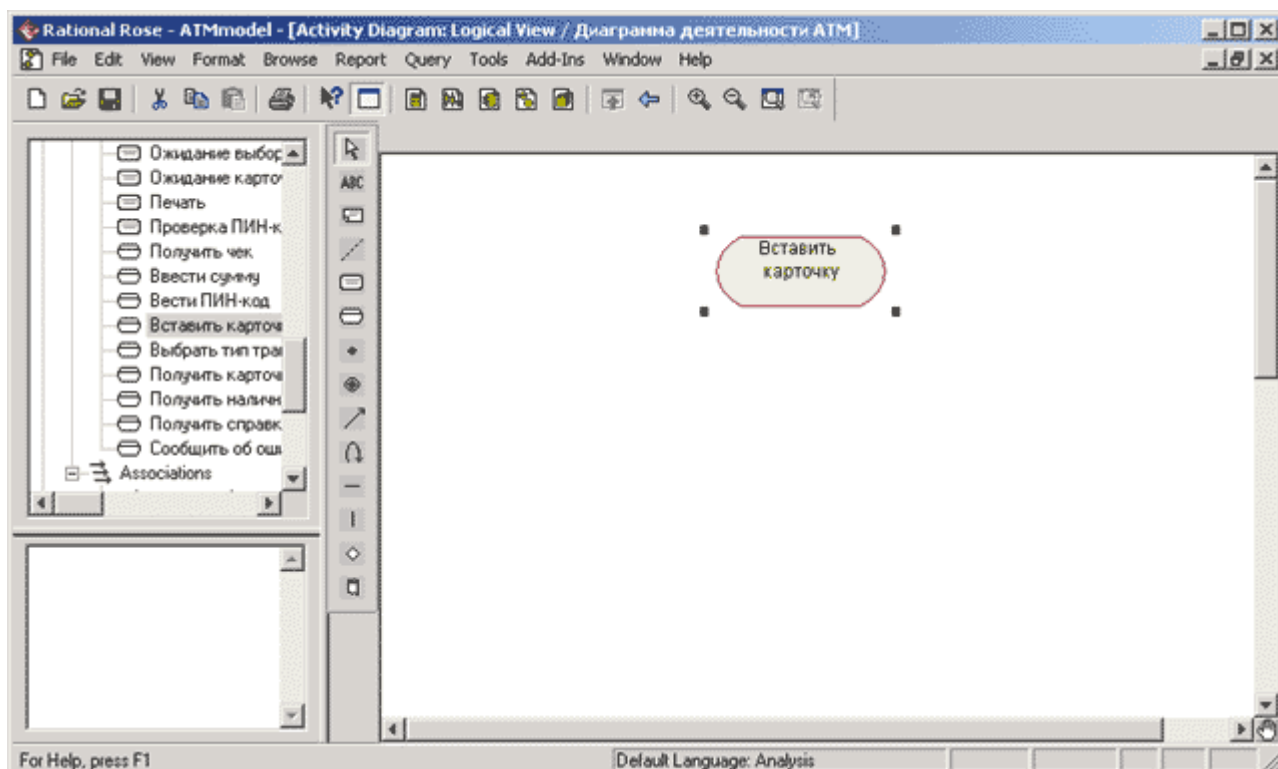 Rational Rose - ATMmodel - [Activity Diagram: Logical View / Диаграмма деятельности ATM]
File Edit View Format Browse Report Query Tools Add-Ins Window Help
Ожидание выбор
Ожидание карто
Печать
Проверка ПИН-к
Получить чек
Ввести сумму
Вести ПИН-код
Вставить карточ
Выбрать тип тра
Получить карточ
Получить наличн
Получить справк
Сообщить об ош
Associations
ABC
Вставить
карточку
For Help, press F1
Default Language: Analysis